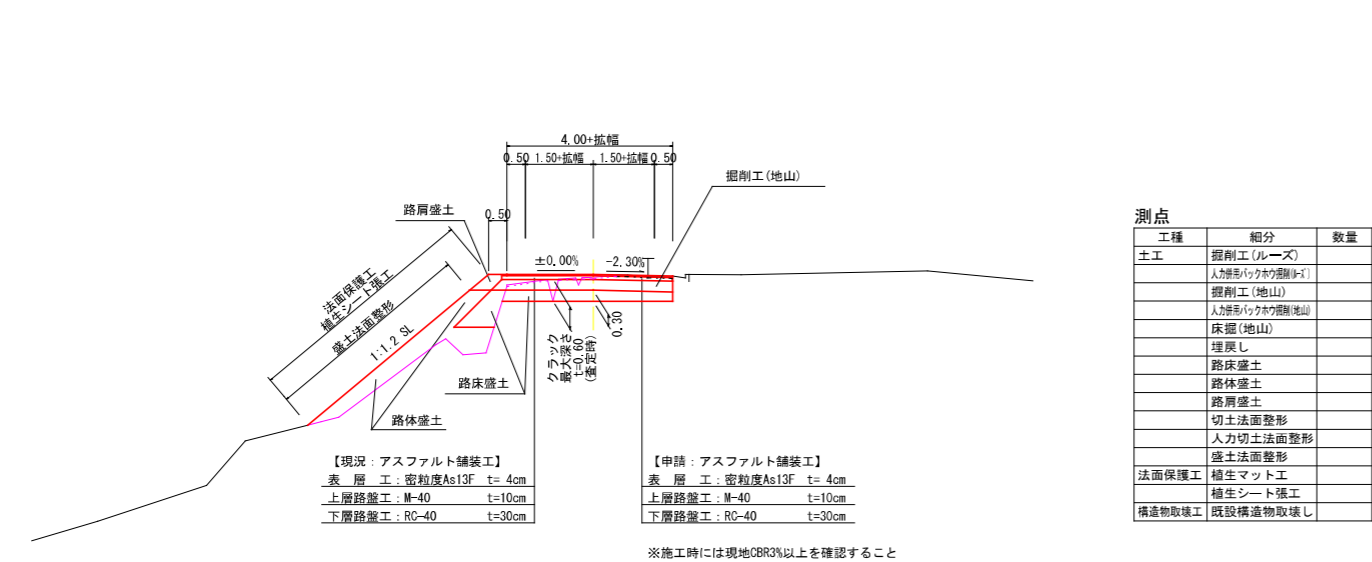 4.00+拡幅
0.50 1.50+拡幅 1.50+拡幅 0.50
掘削工(地山)
路肩盛土
0.50
±0.00%
-2.30%
法面保護工
植生シート張工
盛土法面整形
1:1.2 SL
クラック
最大深さ
t=0.60
(査定時)
0.30
路床盛土
路体盛土
【現況:アスファルト舗装工】
表 層 工:密粒度As13F t= 4cm
上層路盤工:M-40 t=10cm
下層路盤工:RC-40 t=30cm
【申請:アスファルト舗装工】
表 層 工:密粒度As13F t= 4cm
上層路盤工:M-40 t=10cm
下層路盤工:RC-40 t=30cm
※施工時には現地CBR3%以上を確認すること
測点
工種 細分 数量
土工 掘削工(ルーズ)
人力併用バックホウ掘削(ルーズ)
掘削工(地山)
人力併用バックホウ掘削(地山)
床掘(地山)
埋戻し
路床盛土
路体盛土
路肩盛土
切土法面整形
人力切土法面整形
盛土法面整形
法面保護工 植生マット工
植生シート張工
構造物取壊工 既設構造物取壊し